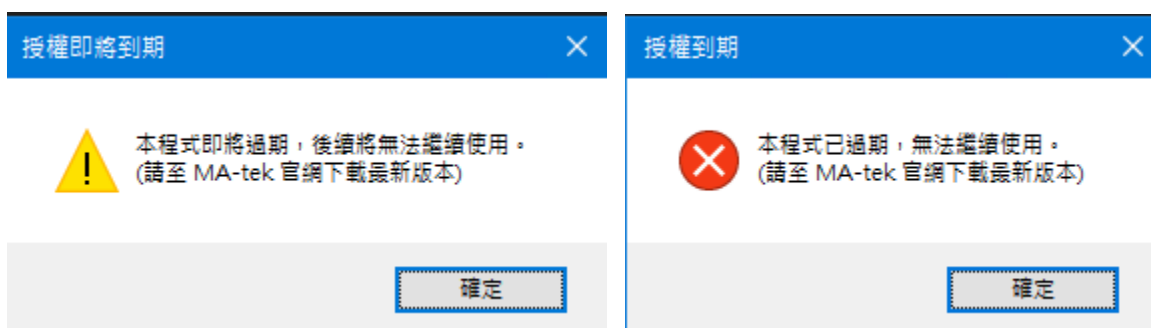 授權即將到期
本程式即將過期，後續將無法繼續使用。
(請至 MA-tek 官網下載最新版本)
確定
授權到期
本程式已過期，無法繼續使用。
(請至 MA-tek 官網下載最新版本)
確定